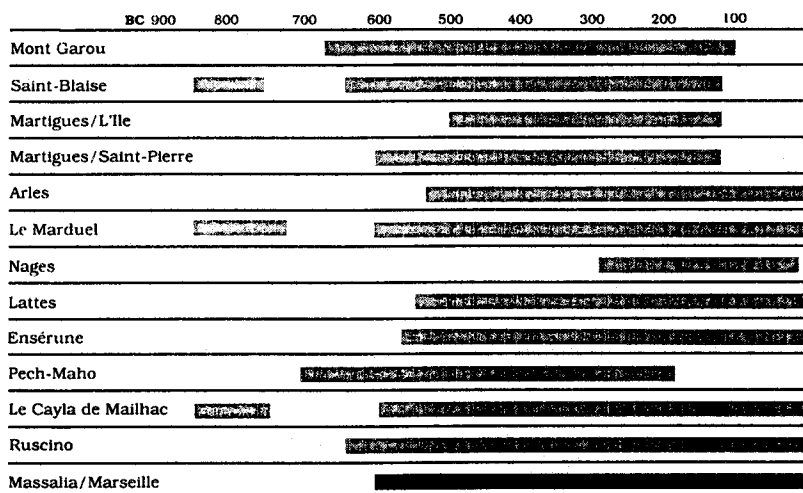 BC 900 800 700 600 500 400 300 200 100
Mont Garou
Saint-Blaise
Martigues/L'Ile
Martigues/Saint-Pierre
Arles
Le Marduel
Nages
Lattes
Ensérune
Pech-Maho
Le Cayla de Mailhac
Ruscino
Massalia/Marseille